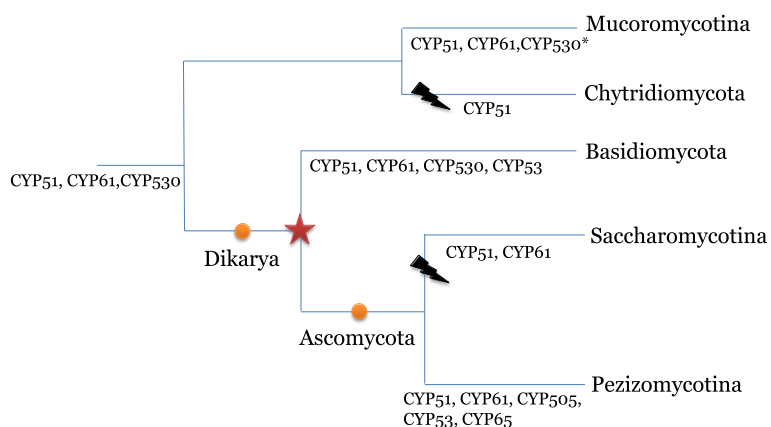 Mucoromycotina
CYP51, CYP61,CYP530*
Chytridiomycota
CYP51
Basidiomycota
CYP51, CYP61, CYP530, CYP53
CYP51, CYP61,CYP530
Saccharomycotina
CYP51, CYP61
Dikarya
Ascomycota
Pezizomycotina
CYP51, CYP61, CYP505,
CYP53, CYP65